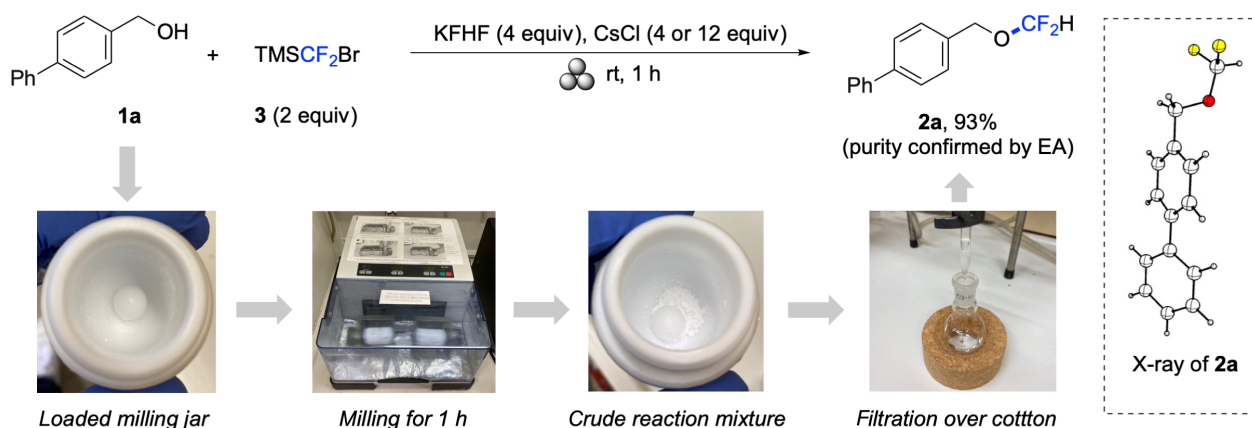 OH
Ph
+
TMSCF₂Br
1a
3 (2 equiv)
KFHF (4 equiv), CsCl (4 or 12 equiv)
rt, 1 h
O
CF₂H
Ph
2a, 93%
(purity confirmed by EA)
Loaded milling jar
Milling for 1 h
Crude reaction mixture
Filtration over cottton
X-ray of 2a